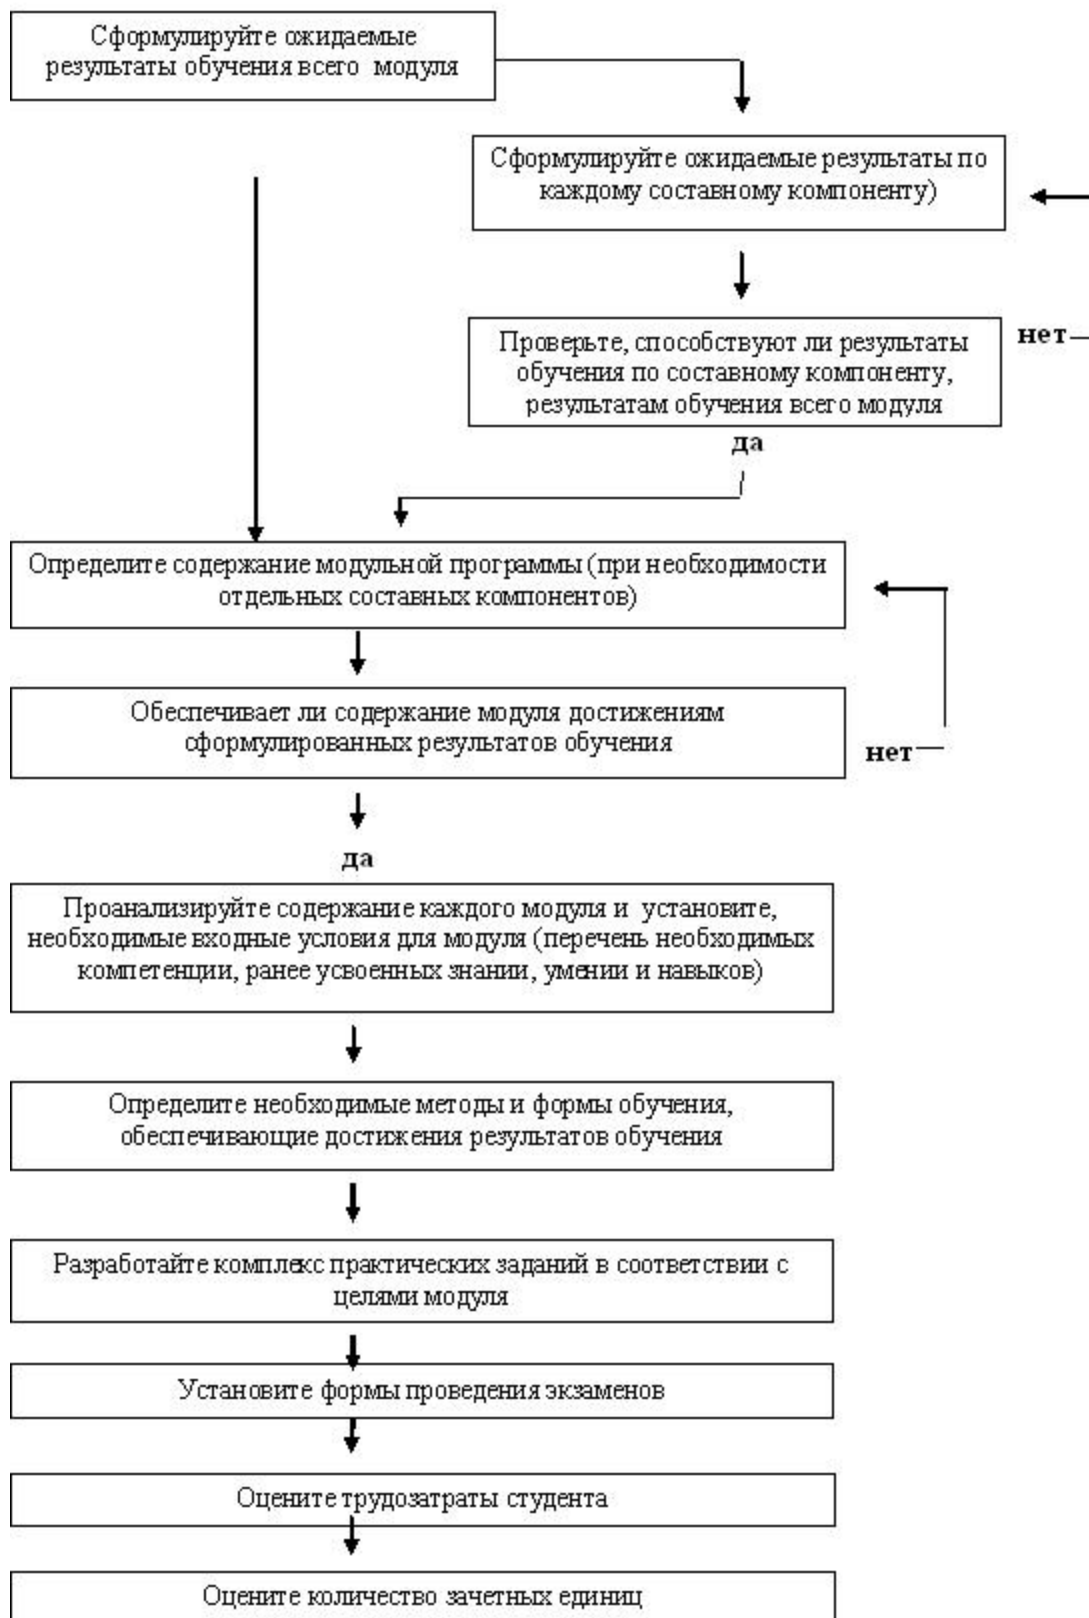 Сформулируйте ожидаемые
результаты обучения всего модуля
Сформулируйте ожидаемые результаты по
каждому составному компоненту)
Проверьте, способствуют ли результаты
обучения по составному компоненту,
результатам обучения всего модуля
нет
да
Определите содержание модульной программы (при необходимости
отдельных составных компонентов)
Обеспечивает ли содержание модуля достижениям
сформулированных результатов обучения
нет
да
Проанализируйте содержание каждого модуля и установите,
необходимые входные условия для модуля (перечень необходимых
компетенции, ранее усвоенных знании, умении и навыков)
Определите необходимые методы и формы обучения,
обеспечивающие достижения результатов обучения
Разработайте комплекс практических заданий в соответствии с
целями модуля
Установите формы проведения экзаменов
Оцените трудозатраты студента
Оцените количество зачетных единиц